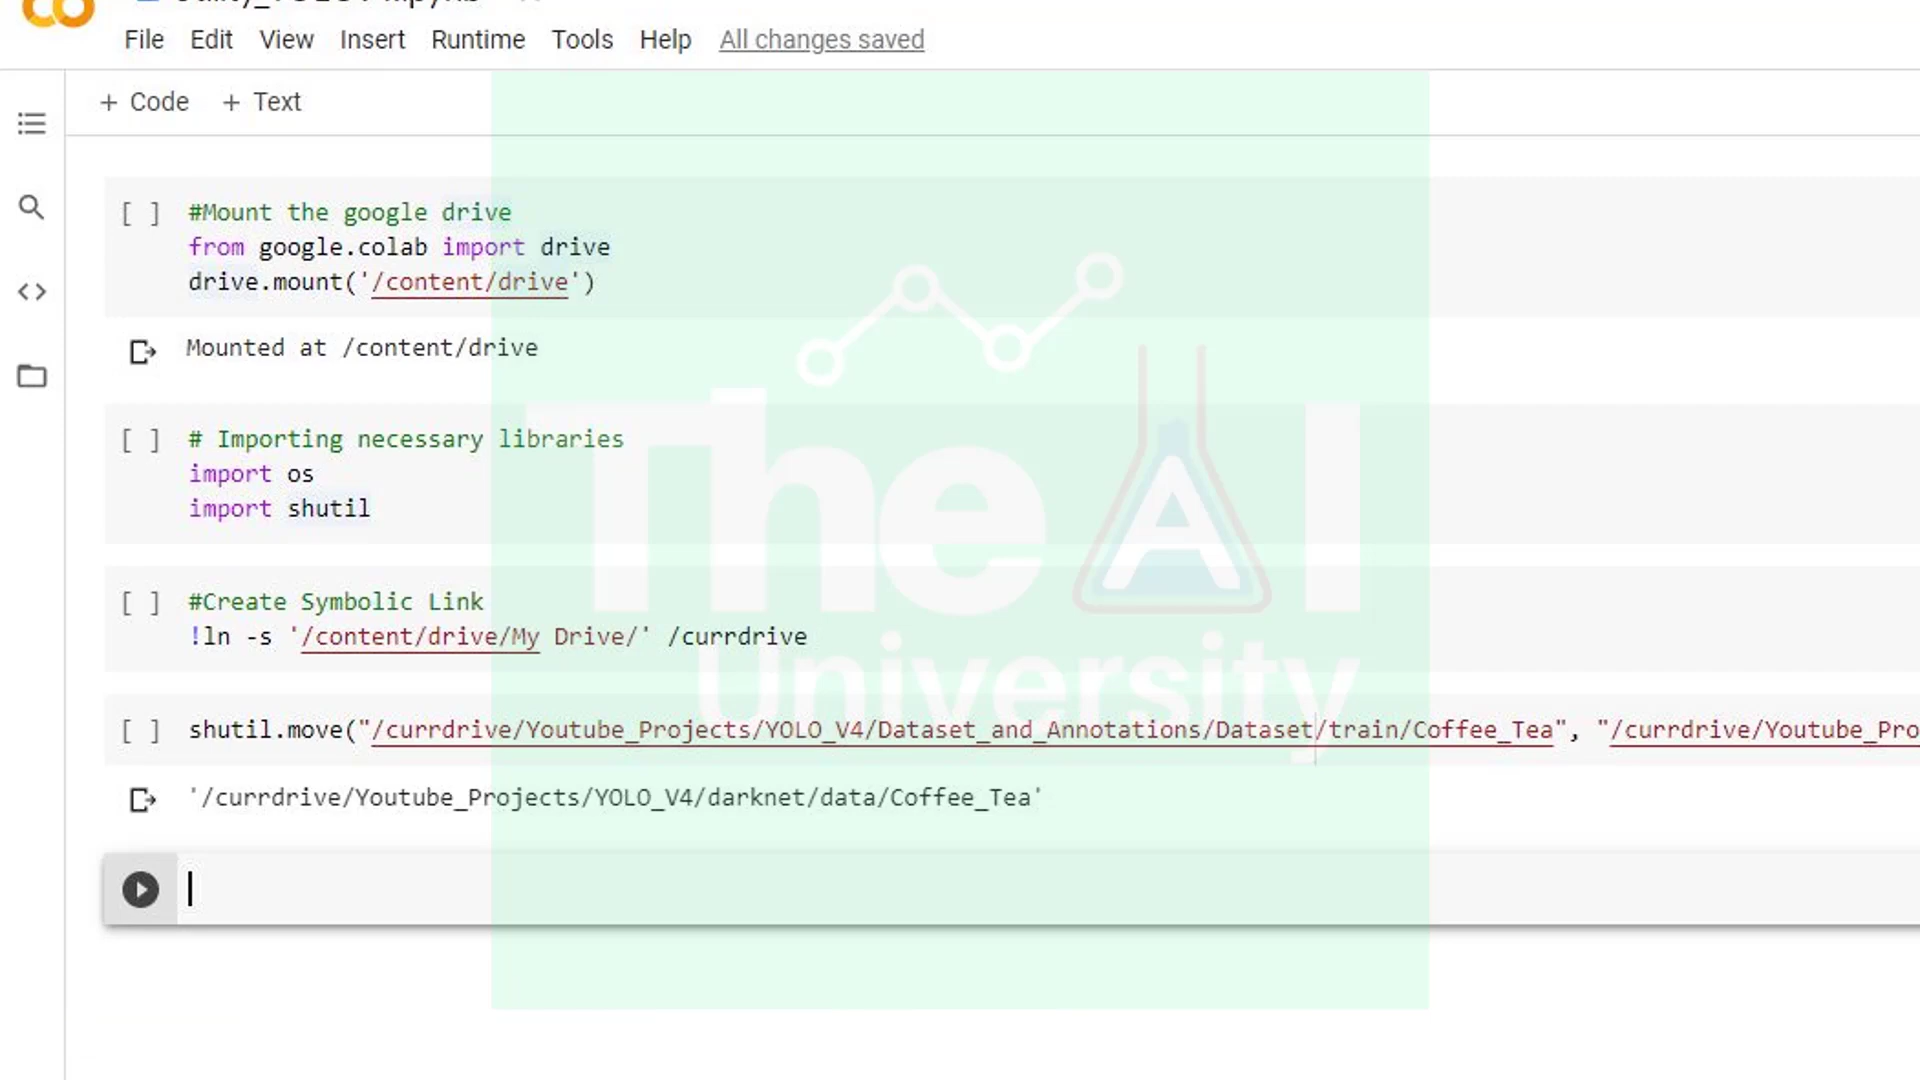 File Edit View Insert Runtime Tools Help All changes saved
+ Code + Text
[ ] #Mount the google drive
from google.colab import drive
drive.mount('/content/drive')
Mounted at /content/drive
[ ] # Importing necessary libraries
import os
import shutil
[ ] #Create Symbolic Link
!ln -s '/content/drive/My Drive/' /currdrive
[ ] shutil.move("/currdrive/Youtube_Projects/YOLO_V4/Dataset_and_Annotations/Dataset/train/Coffee_Tea", "/currdrive/Youtube_Pro
'/currdrive/Youtube_Projects/YOLO_V4/darknet/data/Coffee_Tea'
The AI
University